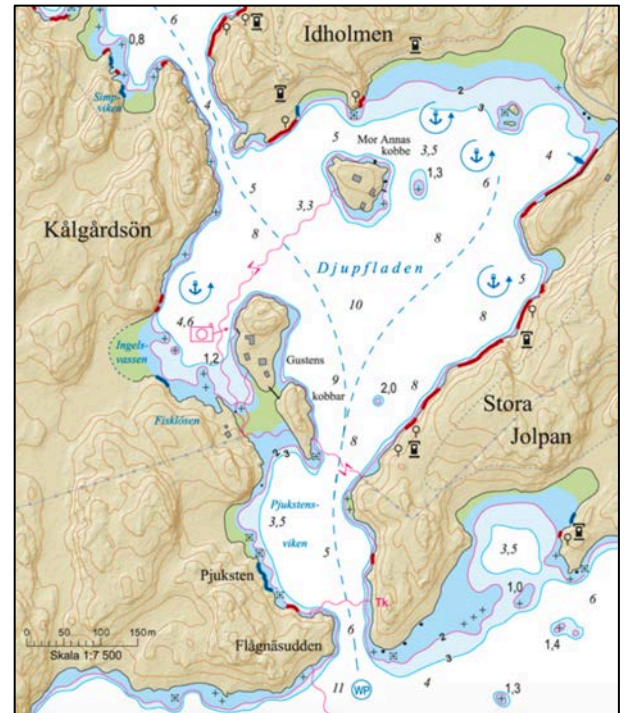 6
Idholmen
0,8
Simp-
viken
4
2
3
5
Mor Annas
kobbe
3,5
4
1,3
6
5
3,3
Kålgårdsön
8
8
Djupfladen
5
10
8
4,6
Ingels-
vassen
1,2
Gustens
kobbar
9
2,0
8
Fisklösen
Stora
Jolpan
8
2
3
Pjukstens-
viken
3,5
5
3,5
Pjuksten
Tk
1,0
6
0 50 100 150m
Skala 1:7 500
Flågnäsudden
6
2
3
1,4
11
WP
4
1,3